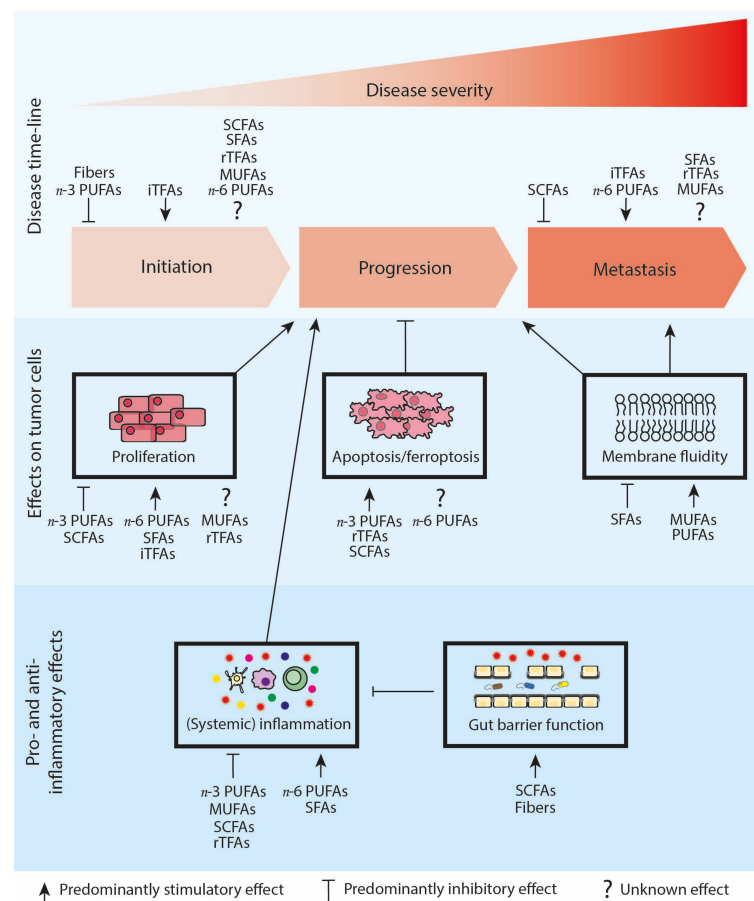 Disease severity
Disease time-line
Fibers
n-3 PUFAs
iTFAs
SCFAs
SFAs
rTFAs
MUFAs
n-6 PUFAs
?
SCFAs
iTFAs
n-6 PUFAs
SFAs
rTFAs
MUFAs
?
Initiation
Progression
Metastasis
Effects on tumor cells
Proliferation
n-3 PUFAs
SCFAs
n-6 PUFAs
SFAs
iTFAs
?
MUFAs
rTFAs
Apoptosis/ferroptosis
n-3 PUFAs
rTFAs
SCFAs
?
n-6 PUFAs
Membrane fluidity
SFAs
MUFAs
PUFAs
Pro- and anti-
inflammatory effects
(Systemic) inflammation
n-3 PUFAs
MUFAs
SCFAs
rTFAs
n-6 PUFAs
SFAs
Gut barrier function
SCFAs
Fibers
Predominantly stimulatory effect
Predominantly inhibitory effect
? Unknown effect